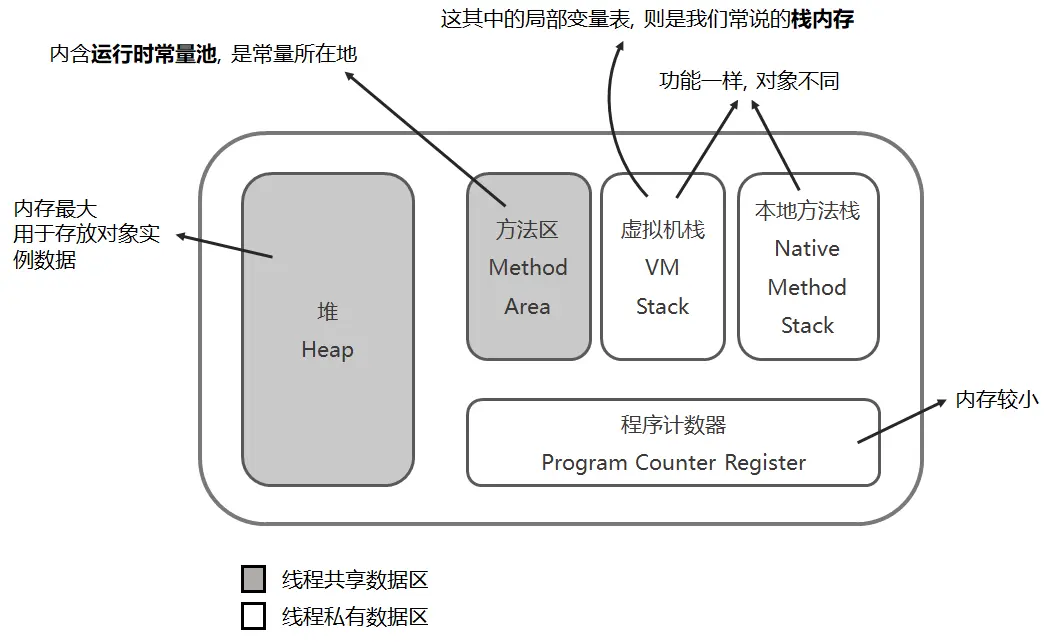 这其中的局部变量表, 则是我们常说的栈内存
内含运行时常量池, 是常量所在地
功能一样, 对象不同
内存最大
用于存放对象实
例数据
堆
Heap
方法区
Method
Area
虚拟机栈
VM
Stack
本地方法栈
Native
Method
Stack
程序计数器
Program Counter Register
内存较小
线程共享数据区
线程私有数据区